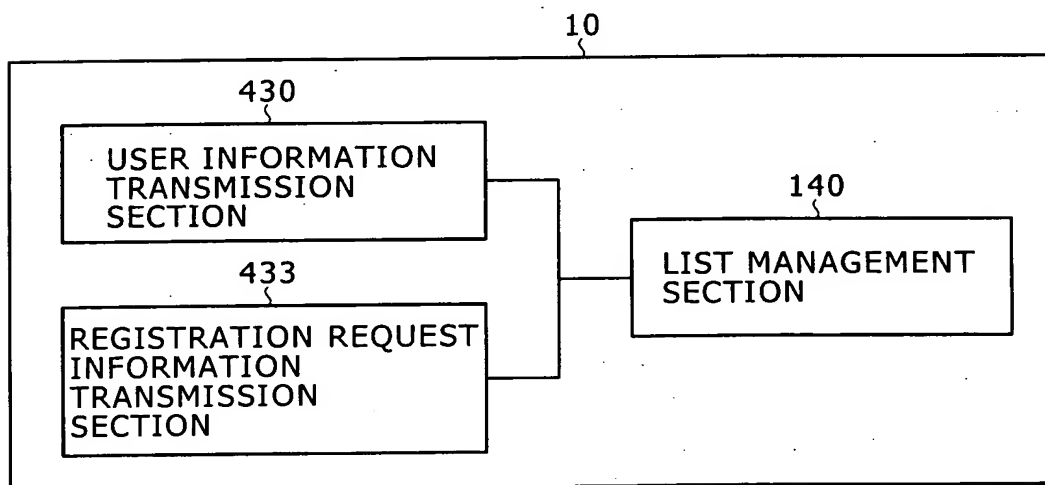 10
430
USER INFORMATION
TRANSMISSION
SECTION
433
REGISTRATION REQUEST
INFORMATION
TRANSMISSION
SECTION
140
LIST MANAGEMENT
SECTION